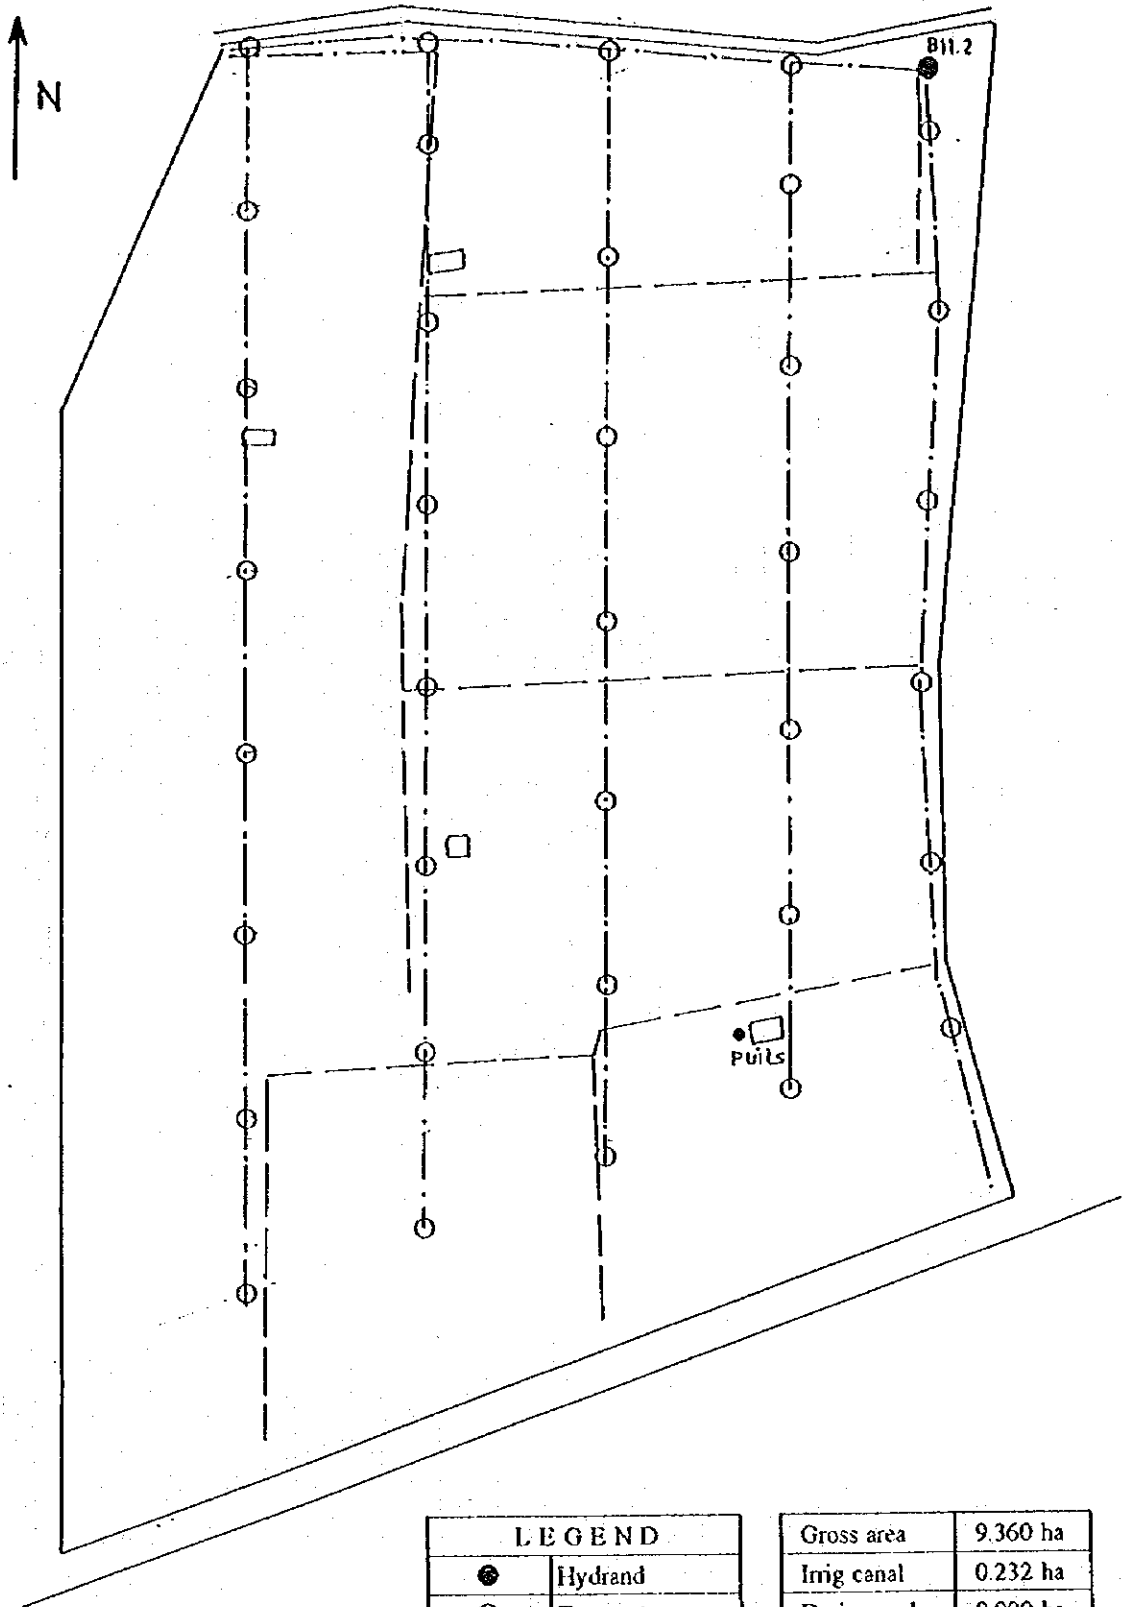 B11.2
N
Puits
LEGEND
Hydrand
Gross area 9.360 ha
Irrig canal 0.232 ha